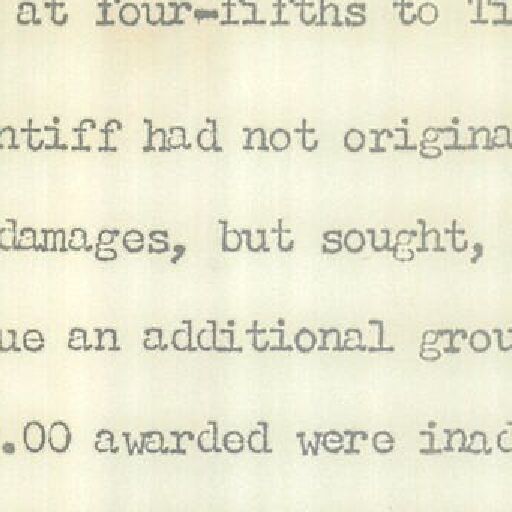 at four-fifths to li
ntiff had not origina
damages, but sought,
ue an additional grou
.00 awarded were inad